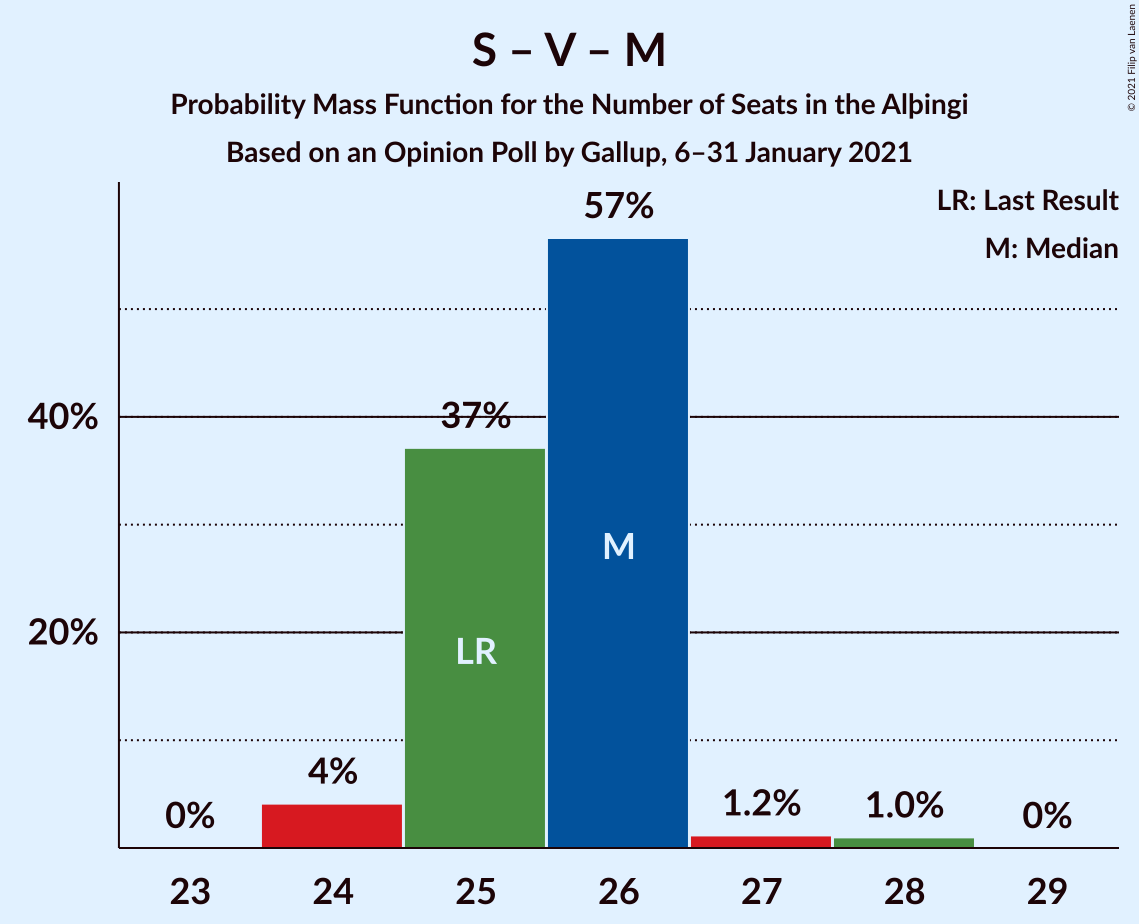 S – V – M
Probability Mass Function for the Number of Seats in the Alþingi
Based on an Opinion Poll by Gallup, 6–31 January 2021
© 2021 Filip van Laenen
LR: Last Result
M: Median
57%
40%
37%
M
20%
LR
4%
0%
1.2%
1.0%
0%
23 24 25 26 27 28 29